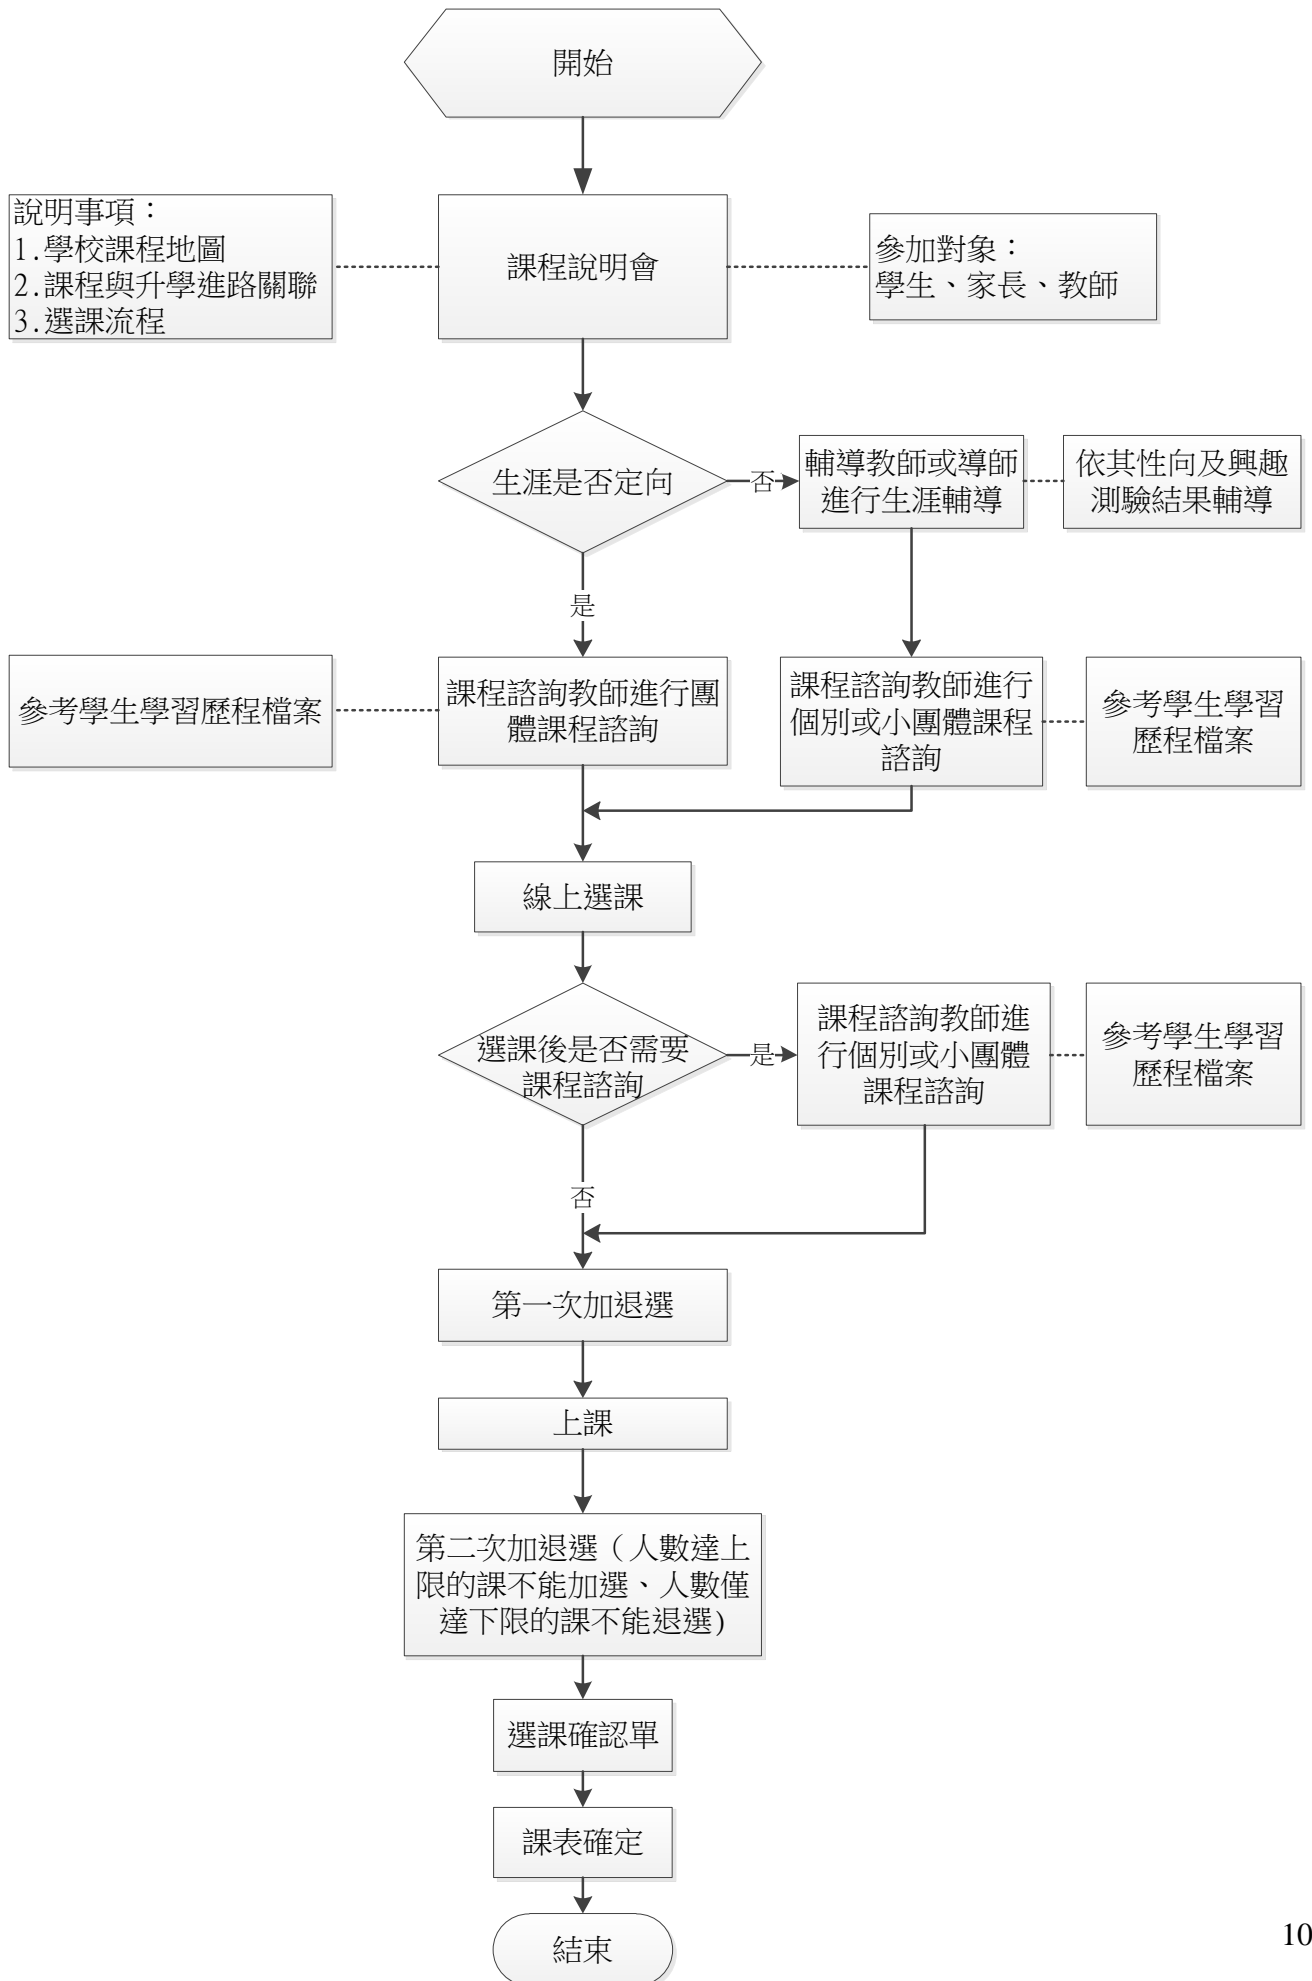 開始
說明事項：
1.學校課程地圖
2.課程與升學進路關聯
3.選課流程
課程說明會
參加對象：
學生、家長、教師
生涯是否定向
否
輔導教師或導師
進行生涯輔導
依其性向及興趣
測驗結果輔導
是
參考學生學習歷程檔案
課程諮詢教師進行團
體課程諮詢
課程諮詢教師進行
個別或小團體課程
諮詢
參考學生學習
歷程檔案
線上選課
選課後是否需要
課程諮詢
是
課程諮詢教師進
行個別或小團體
課程諮詢
參考學生學習
歷程檔案
否
第一次加退選
上課
第二次加退選（人數達上
限的課不能加選、人數僅
達下限的課不能退選)
選課確認單
課表確定
結束
10